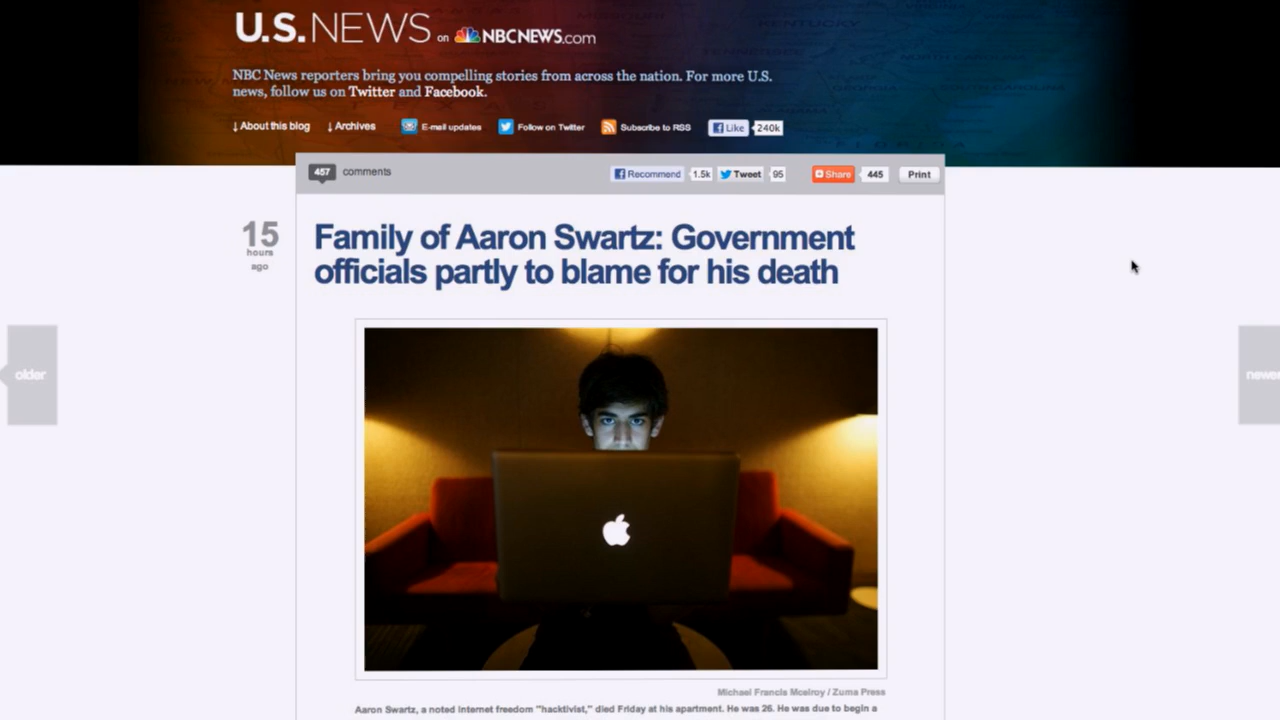 U.S.NEWS on NBCNEWS.com
NBC News reporters bring you compelling stories from across the nation. For more U.S.
news, follow us on Twitter and Facebook.
↓ About this blog ↓ Archives E-mail updates Follow on Twitter Subscribe to RSS Like 240k
457 comments Recommend 1.5k Tweet 95 Share 445 Print
15
hours
ago
Family of Aaron Swartz: Government
officials partly to blame for his death
older
newer
Michael Francis Mcelroy / Zuma Press
Aaron Swartz, a noted internet freedom "hacktivist," died Friday at his apartment. He was 26. He was due to begin a